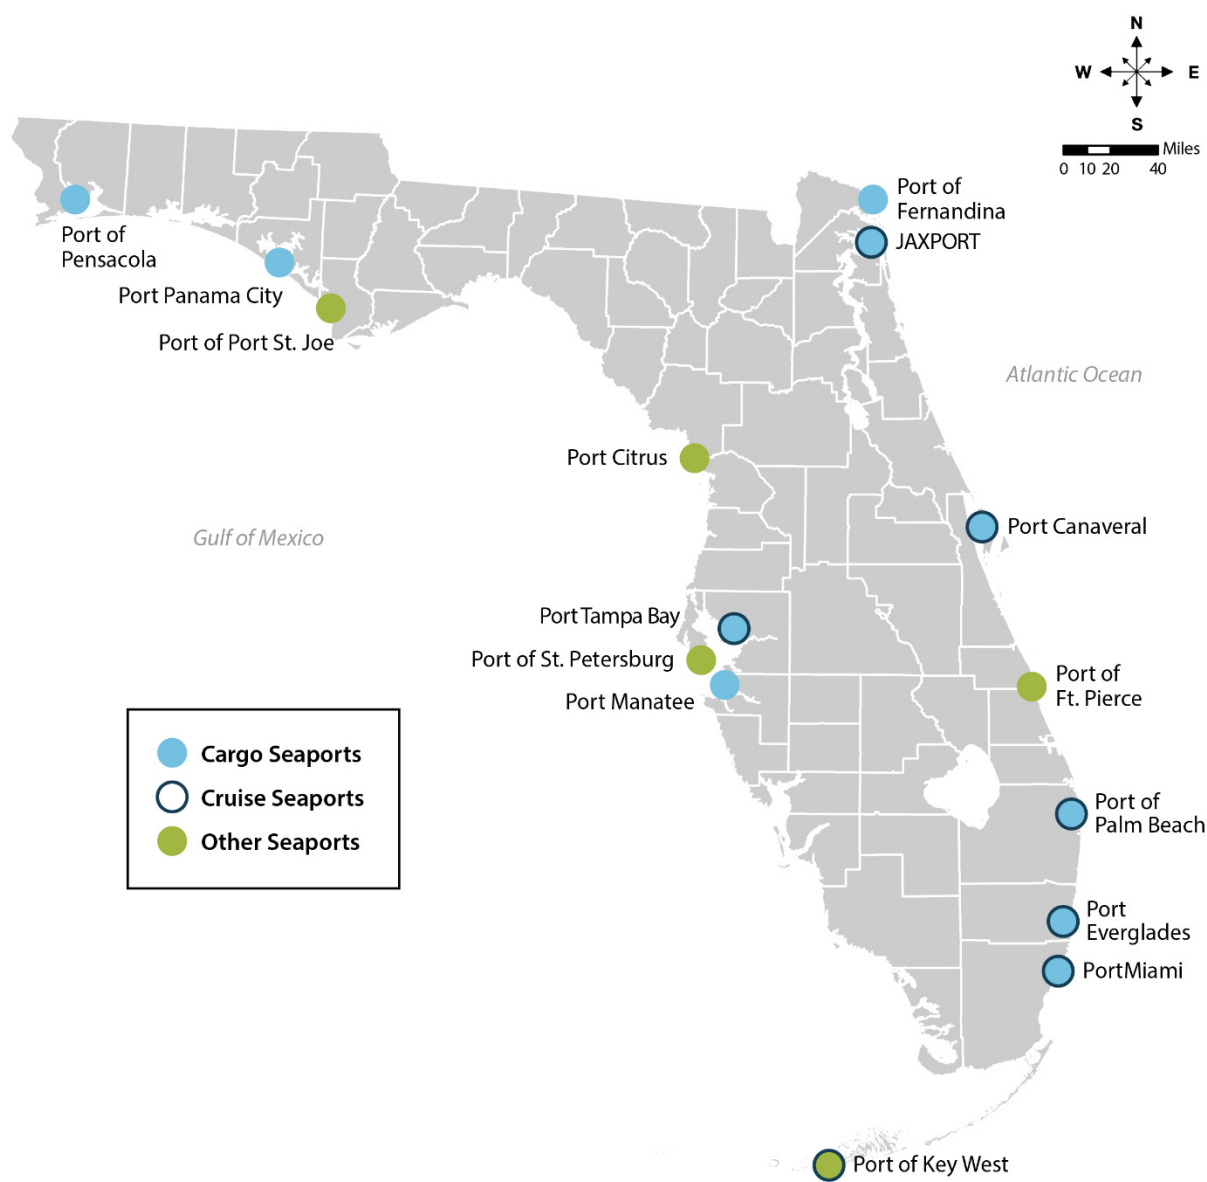 N
W E
S
Miles
0 10 20 40
Port of
Fernandina
JAXPORT
Port of
Pensacola
Port Panama City
Port of Port St. Joe
Atlantic Ocean
Port Citrus
Gulf of Mexico
Port Canaveral
Port Tampa Bay
Port of St. Petersburg
Port Manatee
Port of
Ft. Pierce
Cargo Seaports
Cruise Seaports
Other Seaports
Port of
Palm Beach
Port
Everglades
PortMiami
Port of Key West